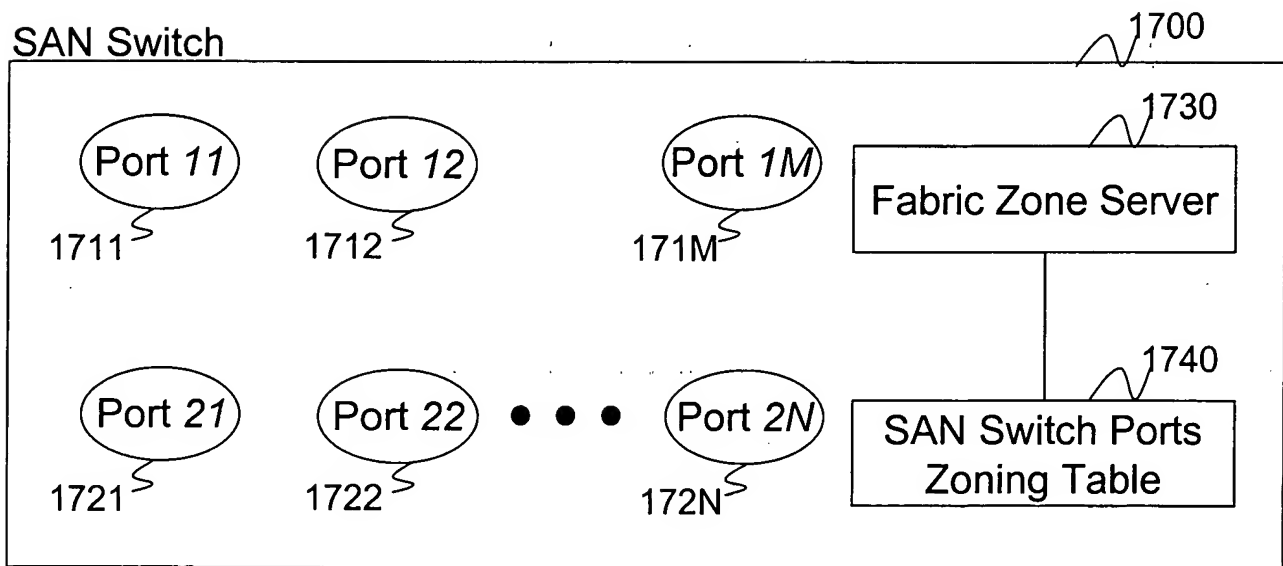 SAN Switch
1700
1730
Port 11
Port 12
Port 1M
Fabric Zone Server
1711
1712
171M
1740
Port 21
Port 22
● ● ●
Port 2N
SAN Switch Ports
Zoning Table
1721
1722
172N